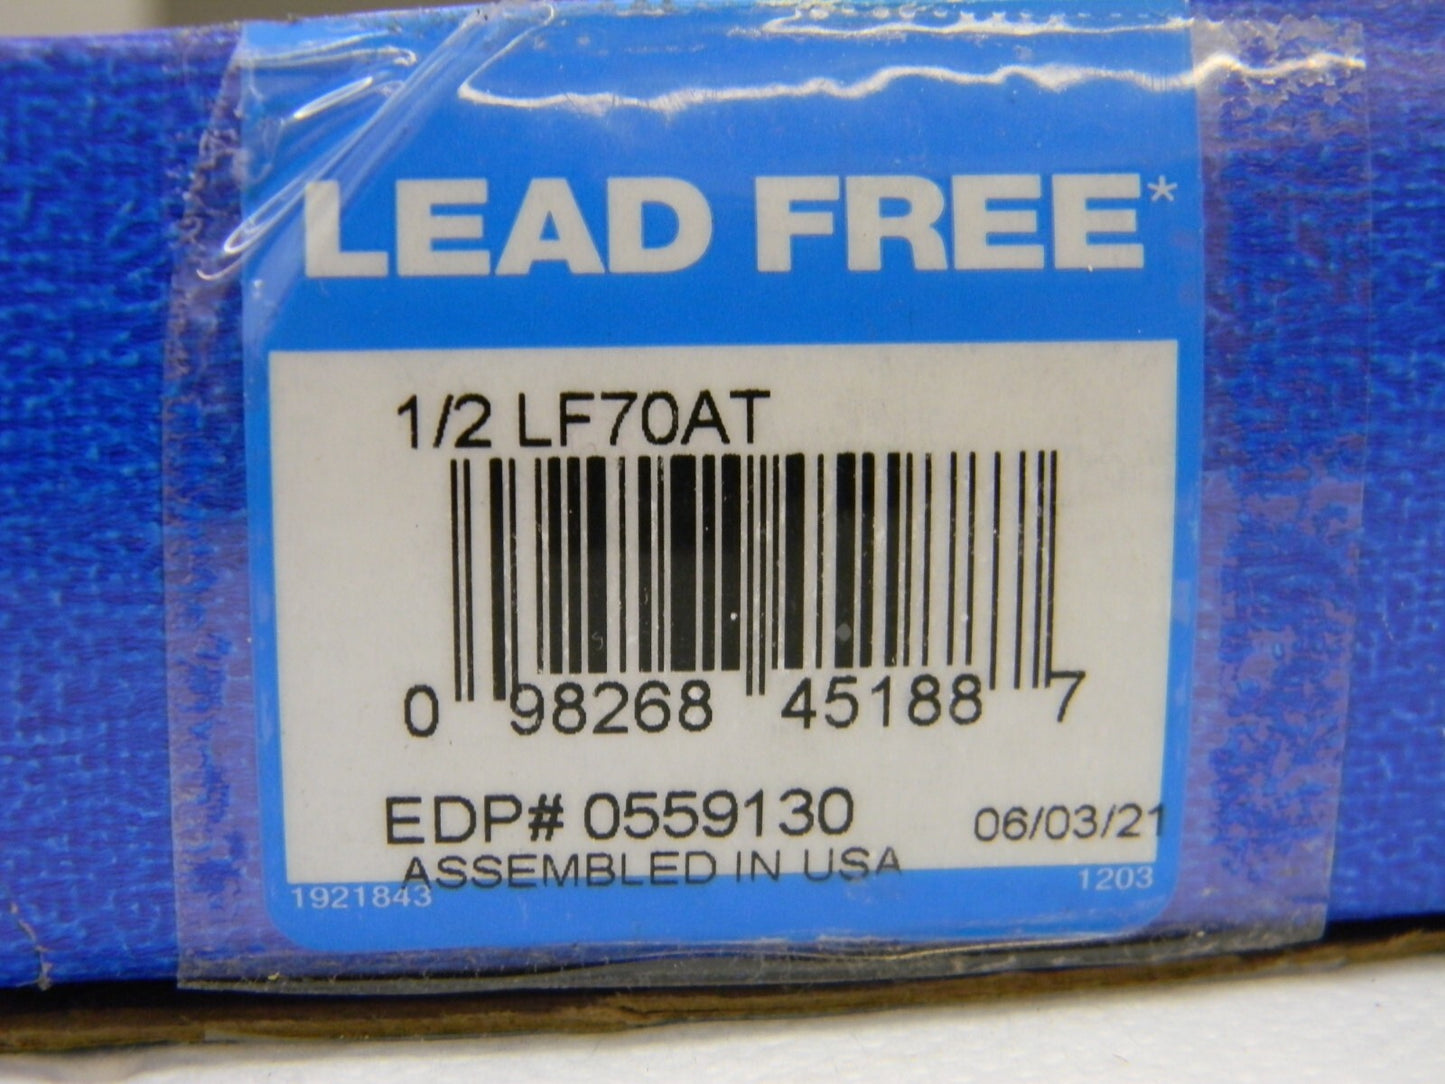 LEAD FREE*
1/2 LF70AT
0 98268 45188 7
EDP# 0559130 06/03/21
ASSEMBLED IN USA
1921843 1203